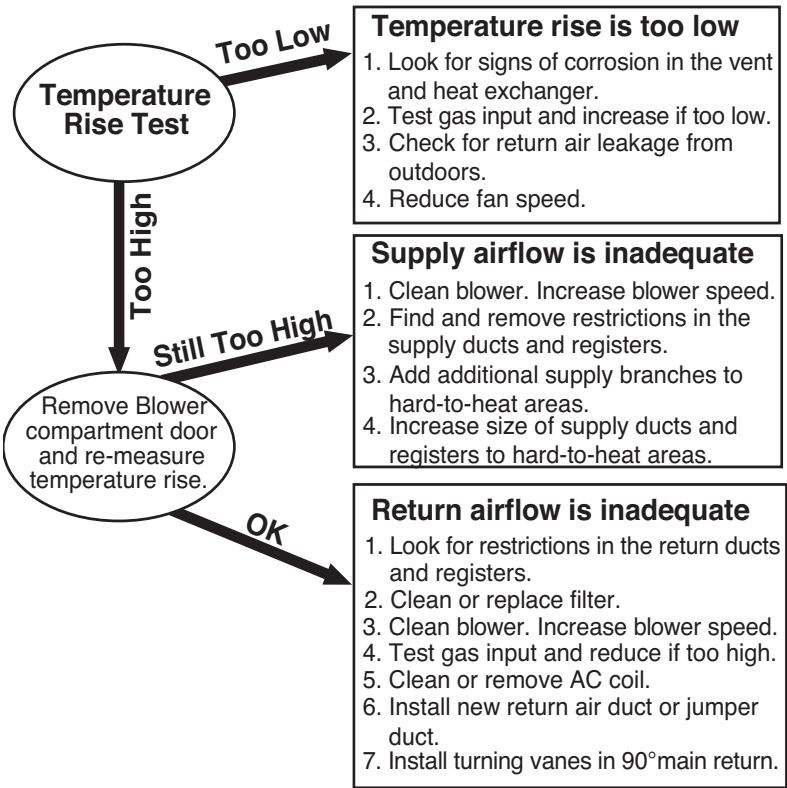 Temperature
Rise Test
Too Low
Temperature rise is too low
1. Look for signs of corrosion in the vent
and heat exchanger.
2. Test gas input and increase if too low.
3. Check for return air leakage from
outdoors.
4. Reduce fan speed.
Too High
Remove Blower
compartment door
and re-measure
temperature rise.
Still Too High
Supply airflow is inadequate
1. Clean blower. Increase blower speed.
2. Find and remove restrictions in the
supply ducts and registers.
3. Add additional supply branches to
hard-to-heat areas.
4. Increase size of supply ducts and
registers to hard-to-heat areas.
OK
Return airflow is inadequate
1. Look for restrictions in the return ducts
and registers.
2. Clean or replace filter.
3. Clean blower. Increase blower speed.
4. Test gas input and reduce if too high.
5. Clean or remove AC coil.
6. Install new return air duct or jumper
duct.
7. Install turning vanes in 90°main return.